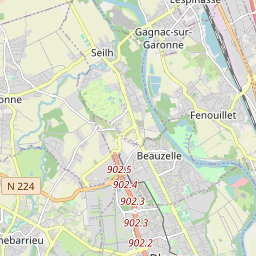 Lespinasse
Gagnac-sur-
Garonne
Seilh
onne
Fenouillet
Beauzelle
902.5
902.4
N 224
902.3
902.3
nebarrieu
902.2